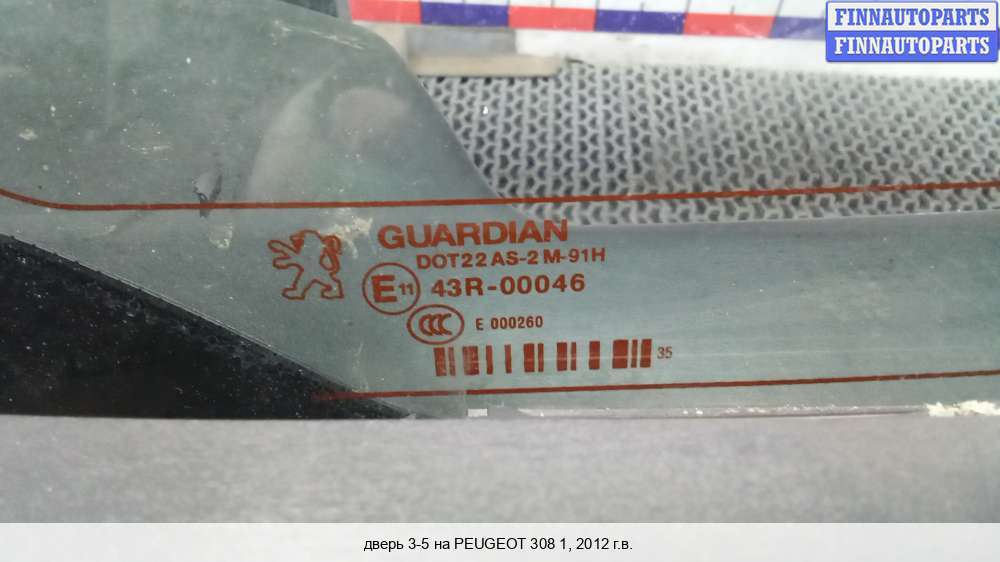 FINNAUTOPARTS
FINNAUTOPARTS
GUARDIAN
DOT22 AS-2 M-91H
E11 43R-00046
CCC E 000260
35
дверь 3-5 на PEUGEOT 308 1, 2012 г.в.